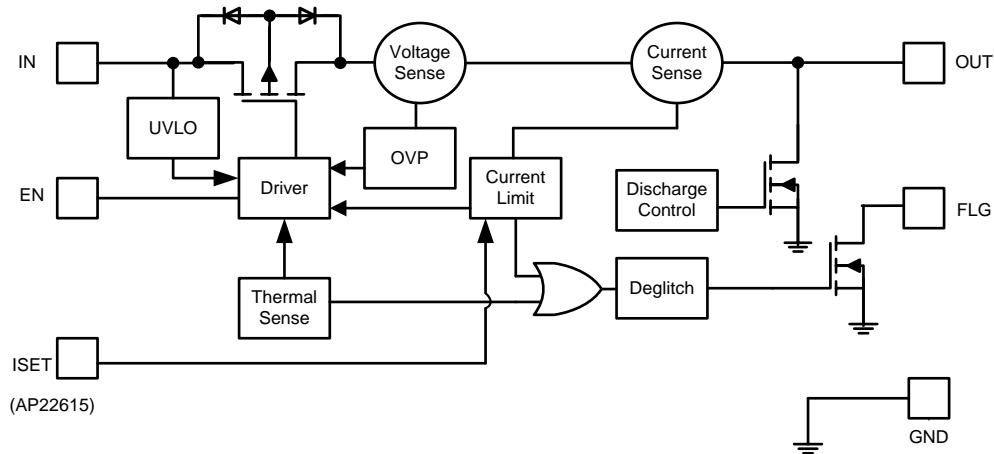 IN
Voltage
Sense
Current
Sense
OUT
UVLO
OVP
EN
Driver
Current
Limit
Discharge
Control
FLG
Thermal
Sense
Deglitch
ISET
(AP22615)
GND